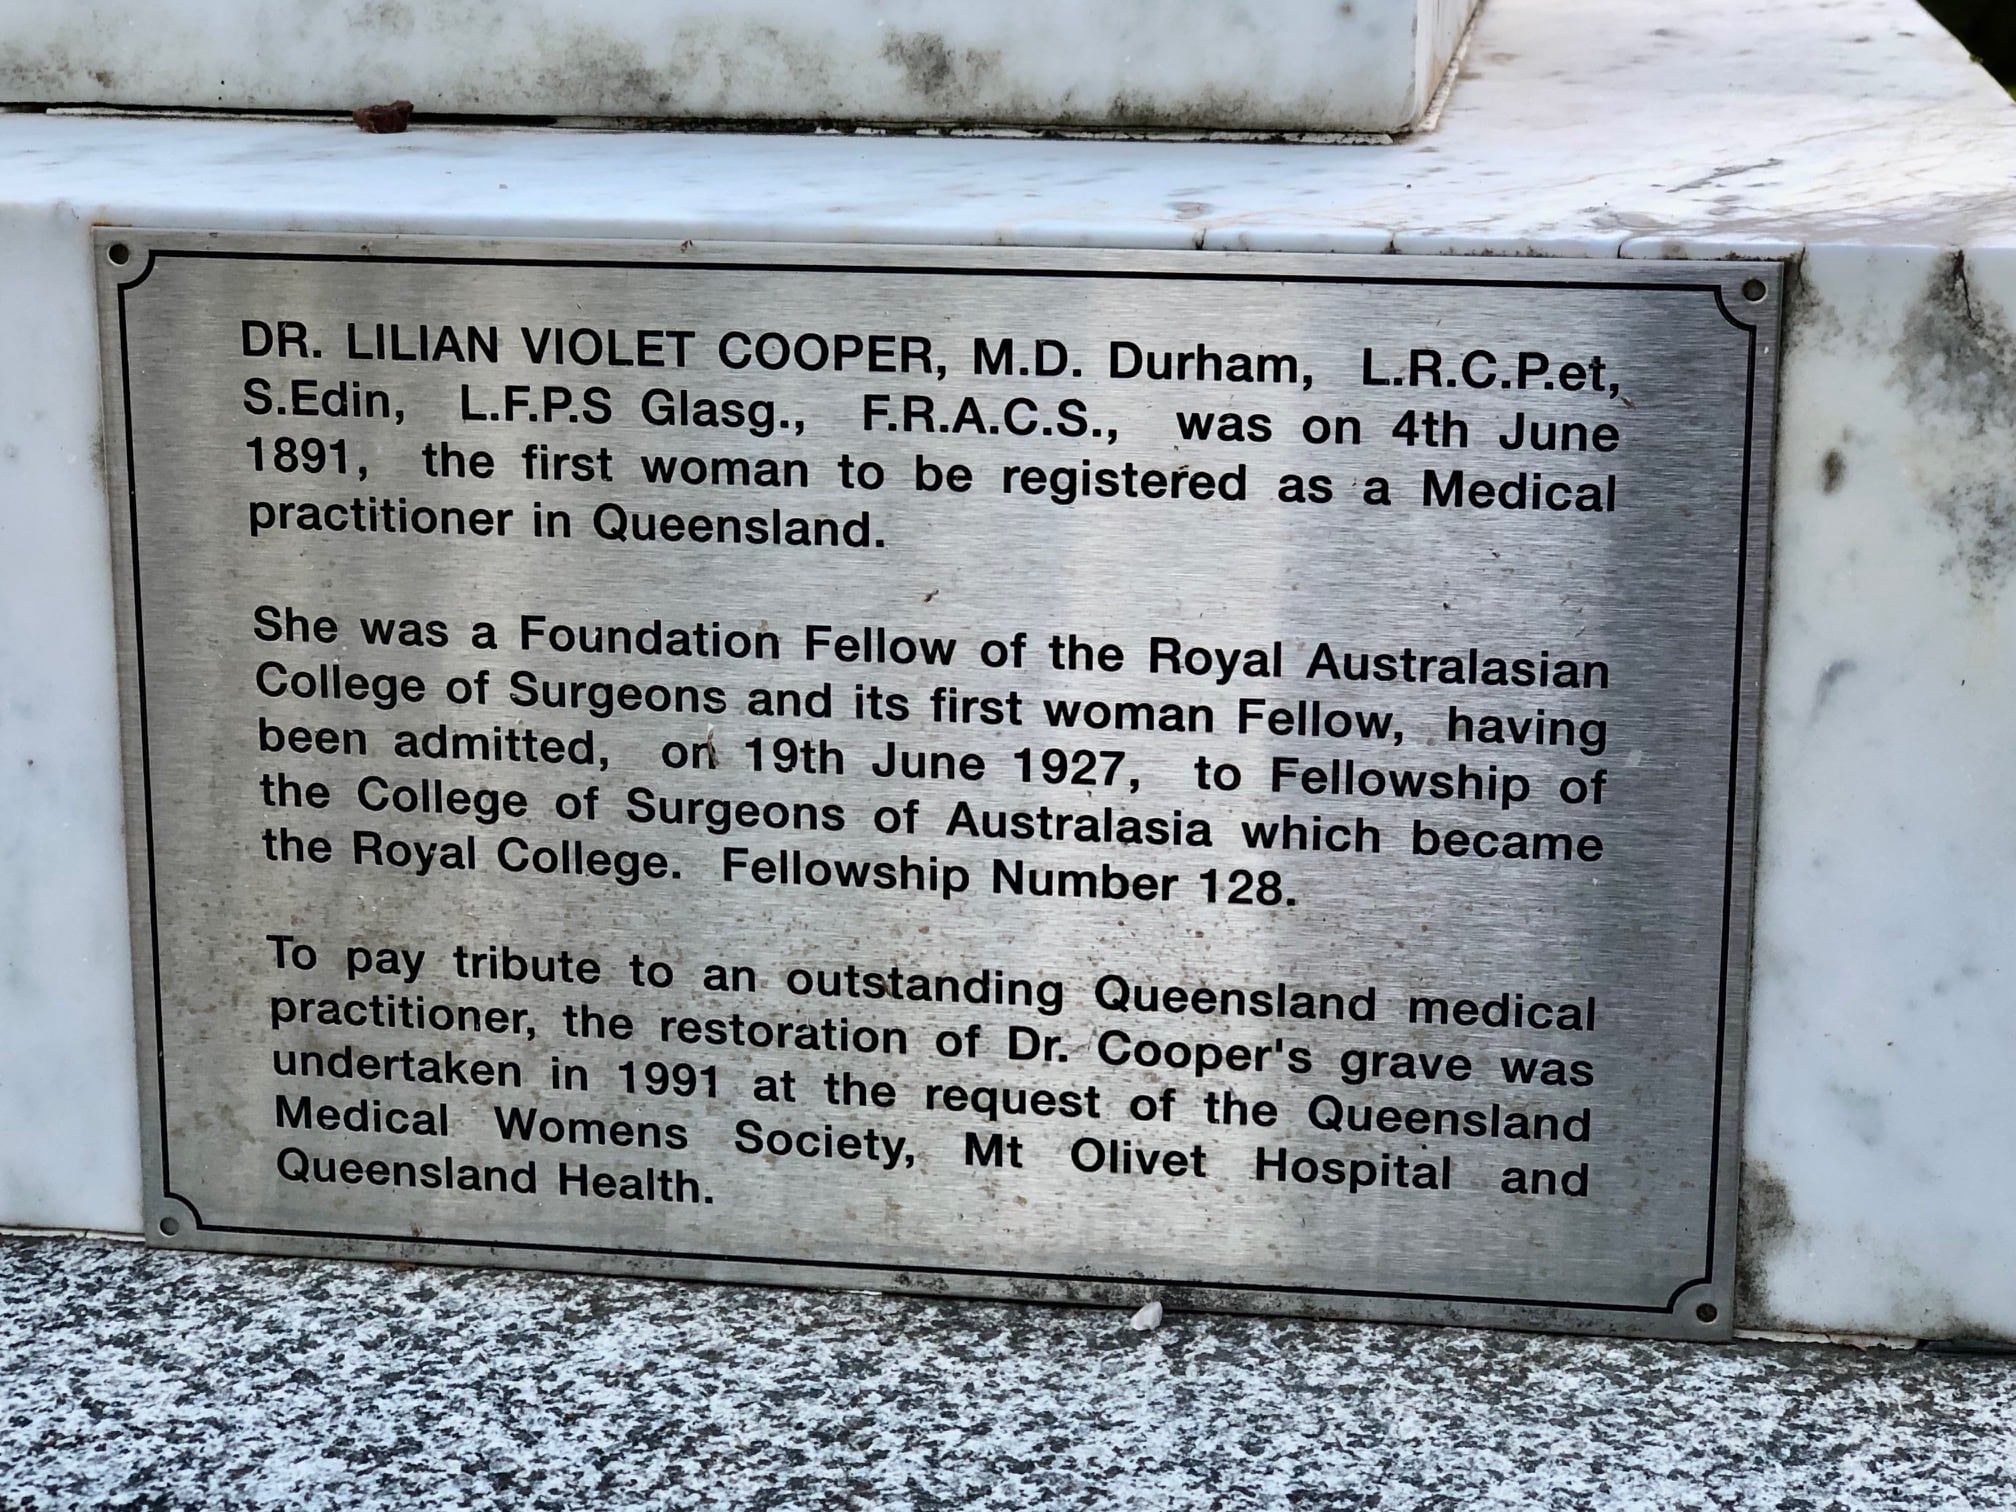 DR. LILIAN VIOLET COOPER, M.D. Durham, L.R.C.P.et,
S.Edin, L.F.P.S Glasg., F.R.A.C.S., was on 4th June
1891, the first woman to be registered as a Medical
practitioner in Queensland.
She was a Foundation Fellow of the Royal Australasian
College of Surgeons and its first woman Fellow, having
been admitted, on 19th June 1927, to Fellowship of
the College of Surgeons of Australasia which became
the Royal College. Fellowship Number 128.
To pay tribute to an outstanding Queensland medical
practitioner, the restoration of Dr. Cooper's grave was
undertaken in 1991 at the request of the Queensland
Medical Womens Society, Mt Olivet Hospital and
Queensland Health.